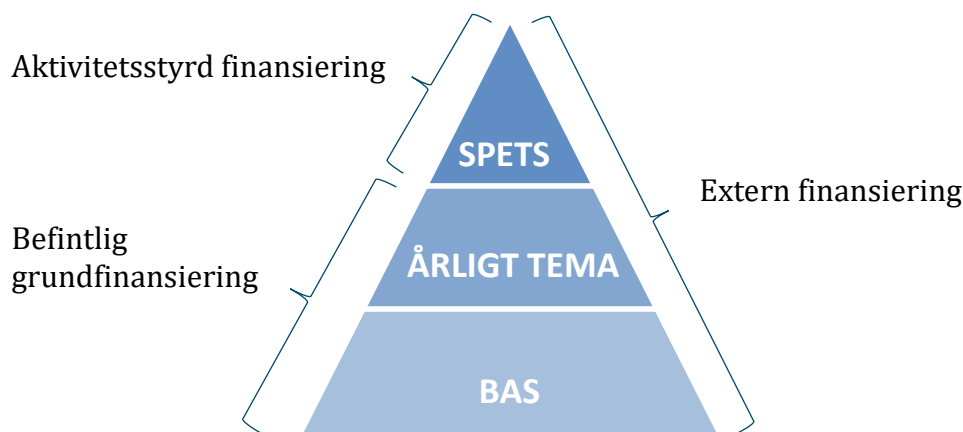 Aktivitetsstyrd finansiering
SPETS
Extern finansiering
Befintlig
grundfinansiering
ÅRLIGT TEMA
BAS